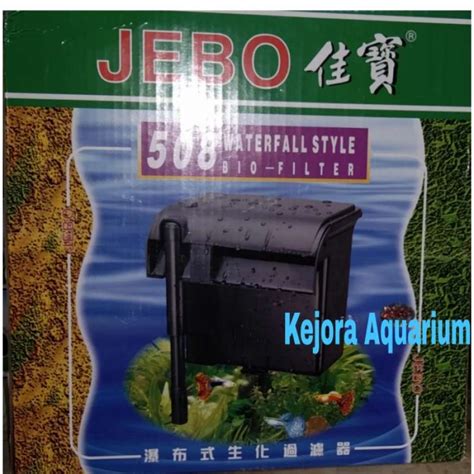 JEBO 佳寶®
508 WATERFALL STYLE
BIO-FILTER
Kejora Aquarium
瀑布式生化過濾器